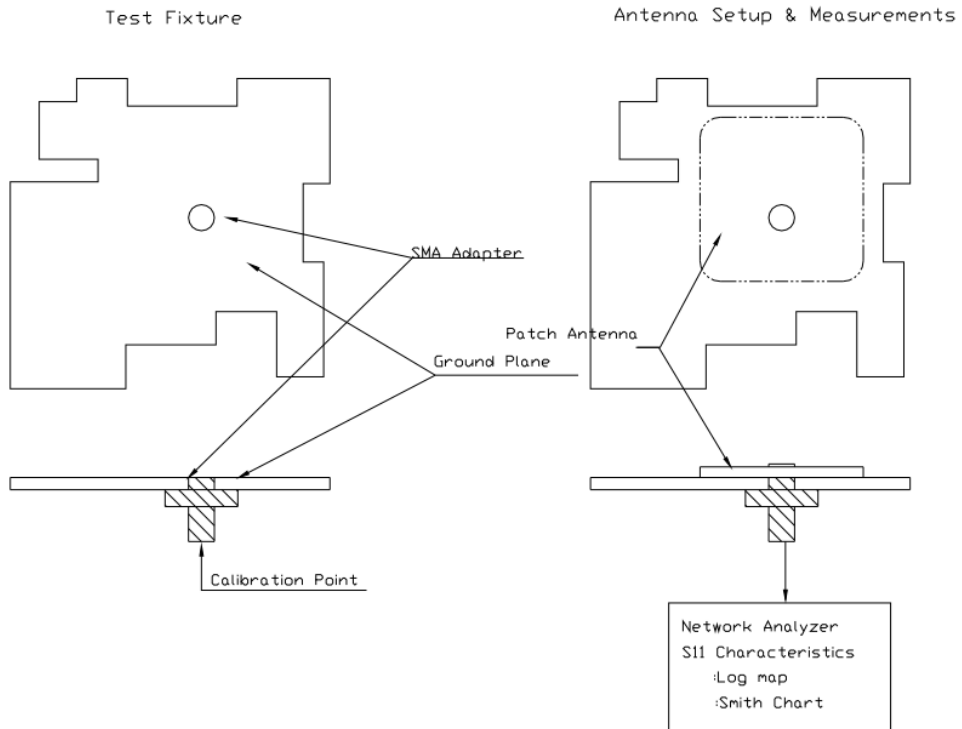 Test Fixture
Antenna Setup & Measurements
SMA Adapter
Patch Antenna
Ground Plane
Calibration Point
Network Analyzer
S11 Characteristics
:Log map
:Smith Chart